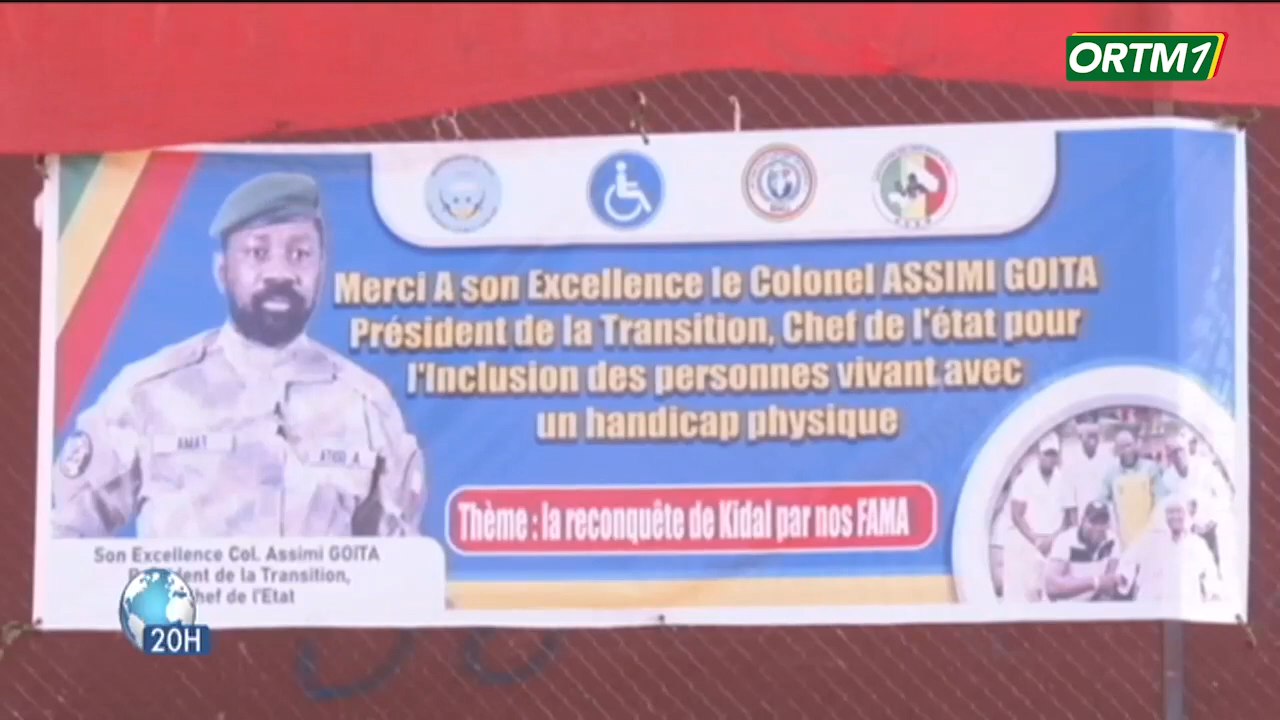 ORTM1
Merci A son Excellence le Colonel ASSIMI GOITA
Président de la Transition, Chef de l'état pour
l'Inclusion des personnes vivant avec
un handicap physique
Thème : la reconquête de Kidal par nos FAMA
AMAT
Son Excellence Col. Assimi GOITA
de la Transition,
de l'Etat
20H